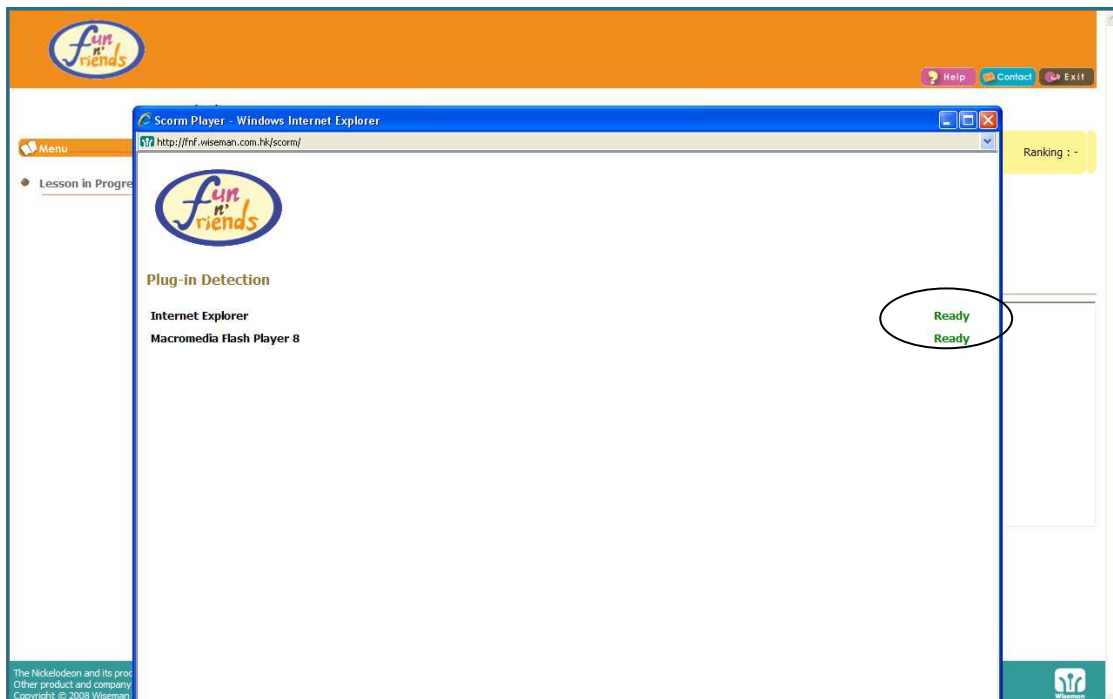 fun
n'
friends
Help
Contact
Exit
Scorm Player - Windows Internet Explorer
http://fnf.wiseman.com.hk/scorm/
Menu
Ranking : -
Lesson in Progre
fun
n'
friends
Plug-in Detection
Internet Explorer Ready
Macromedia Flash Player 8 Ready
The Nickelodeon and its proc
Other product and company
Copyright © 2008 Wiseman
Wiseman